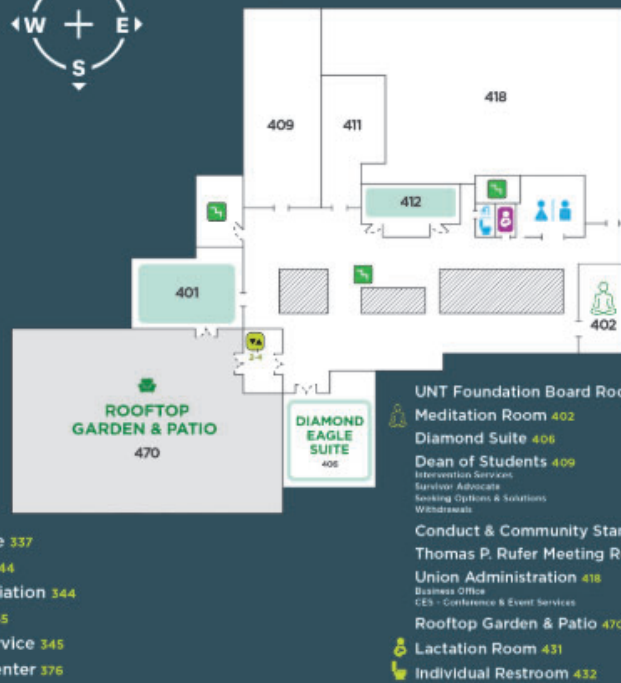 W E
S
418
409
411
412
401
402
2-4
ROOFTOP
GARDEN & PATIO
470
DIAMOND
EAGLE
SUITE
406
UNT Foundation Board Roo
Meditation Room 402
Diamond Suite 406
Dean of Students 409
Intervention Services
Survivor Advocate
Seeking Options & Solutions
Withdrawals
Conduct & Community Stan
Thomas P. Rufer Meeting R
Union Administration 418
Business Office
CES - Conference & Event Services
Rooftop Garden & Patio 470
Lactation Room 431
Individual Restroom 432
e 337
44
iation 344
45
rvice 345
enter 376